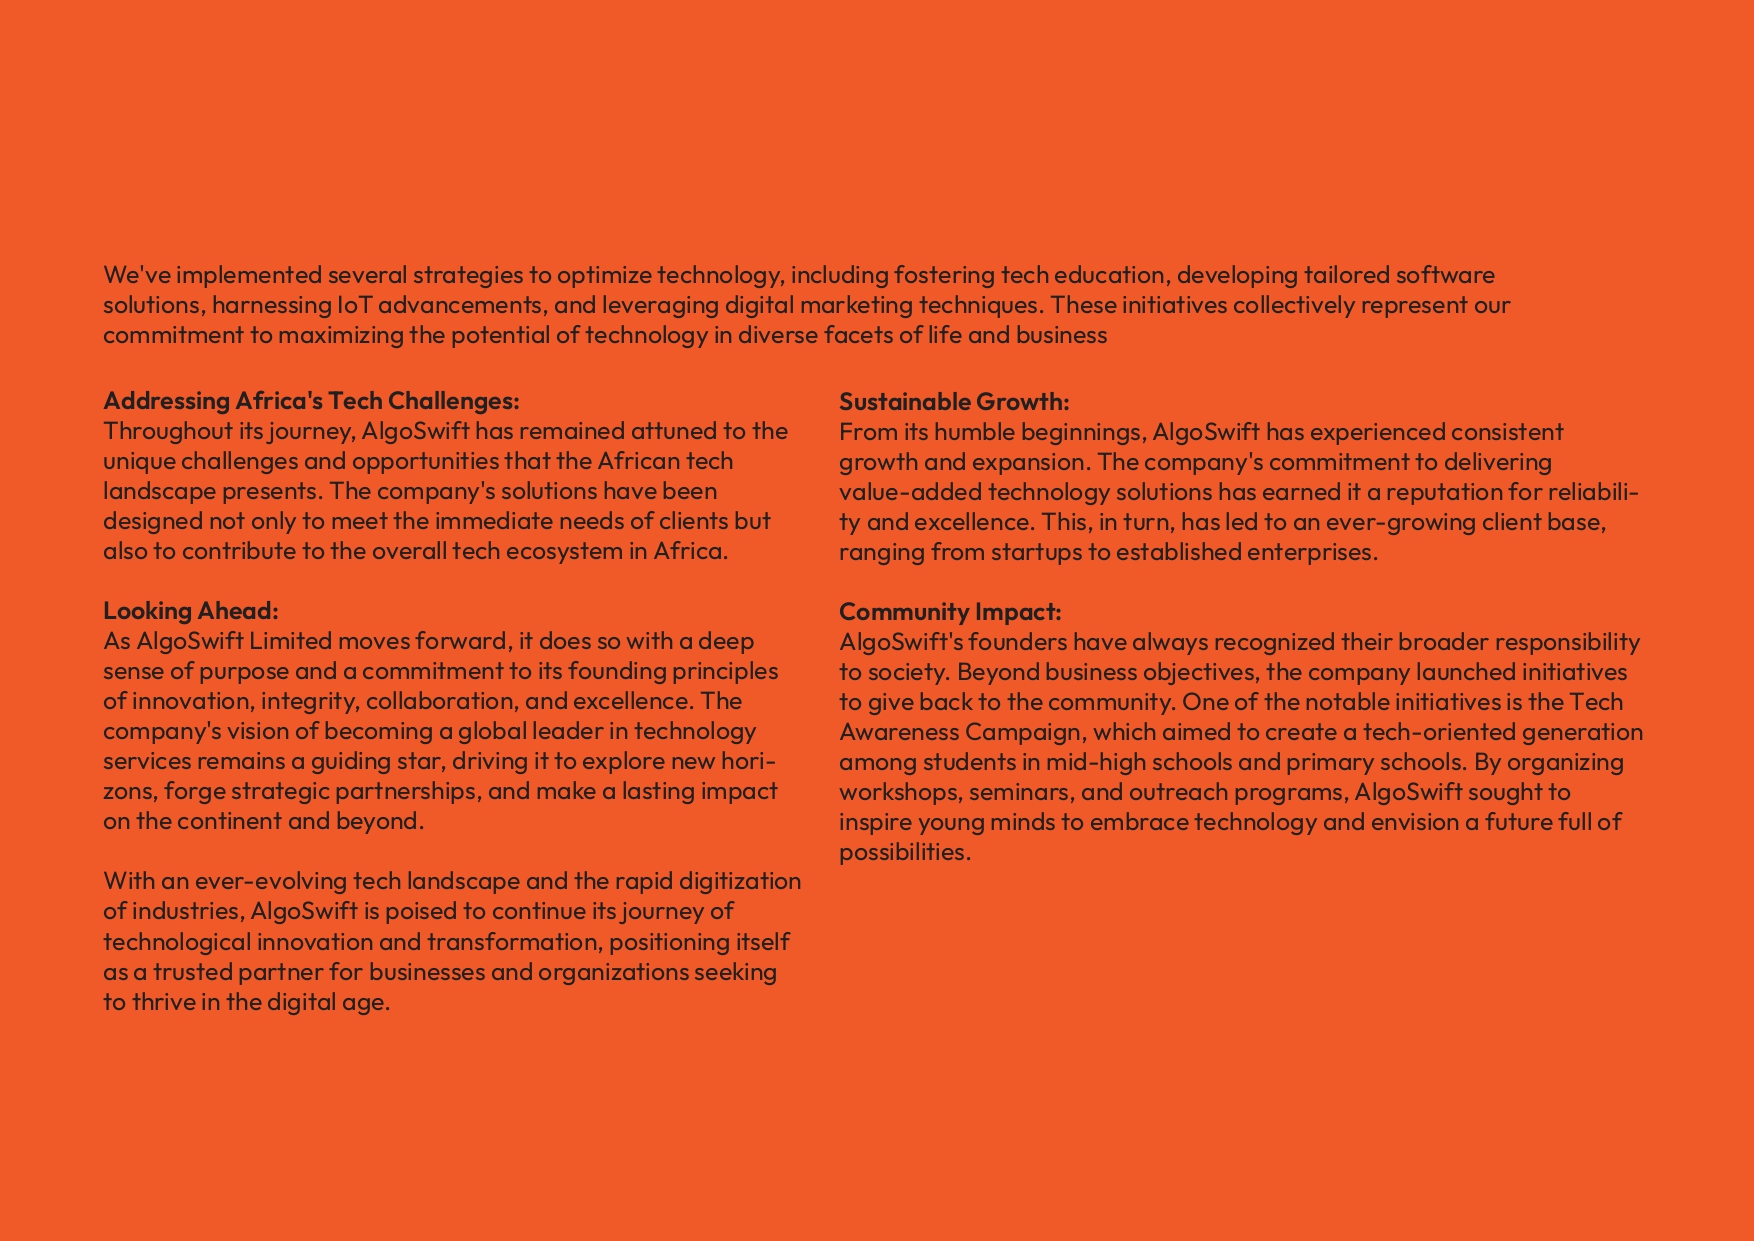 We've implemented several strategies to optimize technology, including fostering tech education, developing tailored software
solutions, harnessing IoT advancements, and leveraging digital marketing techniques. These initiatives collectively represent our
commitment to maximizing the potential of technology in diverse facets of life and business
Addressing Africa's Tech Challenges:
Throughout its journey, AlgoSwift has remained attuned to the
unique challenges and opportunities that the African tech
landscape presents. The company's solutions have been
designed not only to meet the immediate needs of clients but
also to contribute to the overall tech ecosystem in Africa.
Looking Ahead:
As AlgoSwift Limited moves forward, it does so with a deep
sense of purpose and a commitment to its founding principles
of innovation, integrity, collaboration, and excellence. The
company's vision of becoming a global leader in technology
services remains a guiding star, driving it to explore new hori-
zons, forge strategic partnerships, and make a lasting impact
on the continent and beyond.
With an ever-evolving tech landscape and the rapid digitization
of industries, AlgoSwift is poised to continue its journey of
technological innovation and transformation, positioning itself
as a trusted partner for businesses and organizations seeking
to thrive in the digital age.
Sustainable Growth:
From its humble beginnings, AlgoSwift has experienced consistent
growth and expansion. The company's commitment to delivering
value-added technology solutions has earned it a reputation for reliabili-
ty and excellence. This, in turn, has led to an ever-growing client base,
ranging from startups to established enterprises.
Community Impact:
AlgoSwift's founders have always recognized their broader responsibility
to society. Beyond business objectives, the company launched initiatives
to give back to the community. One of the notable initiatives is the Tech
Awareness Campaign, which aimed to create a tech-oriented generation
among students in mid-high schools and primary schools. By organizing
workshops, seminars, and outreach programs, AlgoSwift sought to
inspire young minds to embrace technology and envision a future full of
possibilities.